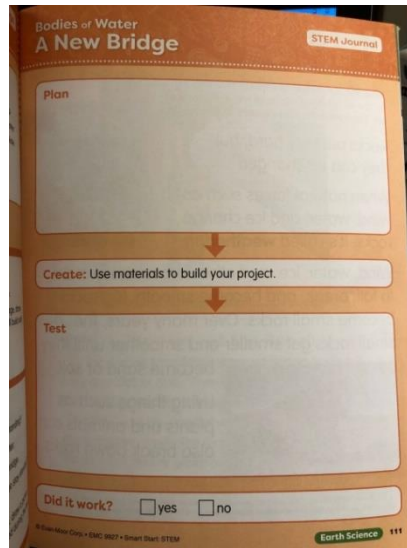 Bodies of Water
A New Bridge
STEM Journal
Plan
Create: Use materials to build your project.
Test
Did it work?
yes
no
Smart Start: STEM
Earth Science
111